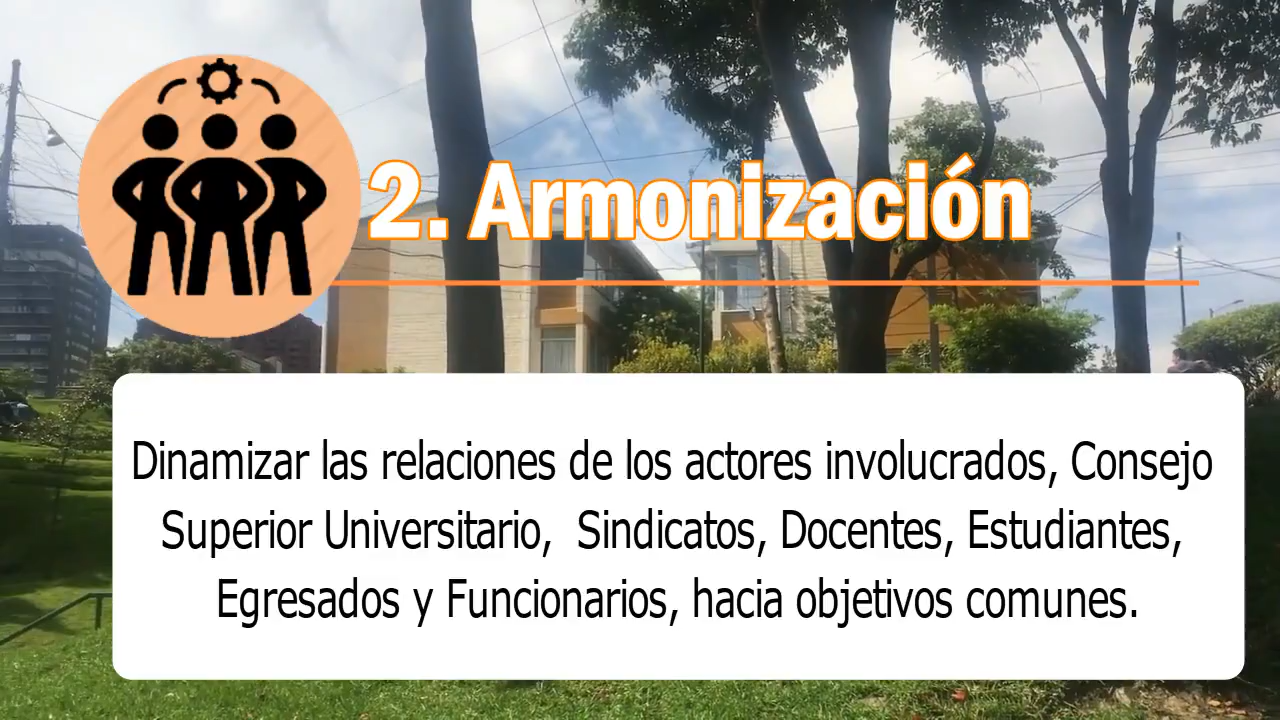 2. Armonización
Dinamizar las relaciones de los actores involucrados, Consejo
Superior Universitario,  Sindicatos, Docentes, Estudiantes,
Egresados y Funcionarios, hacia objetivos comunes.